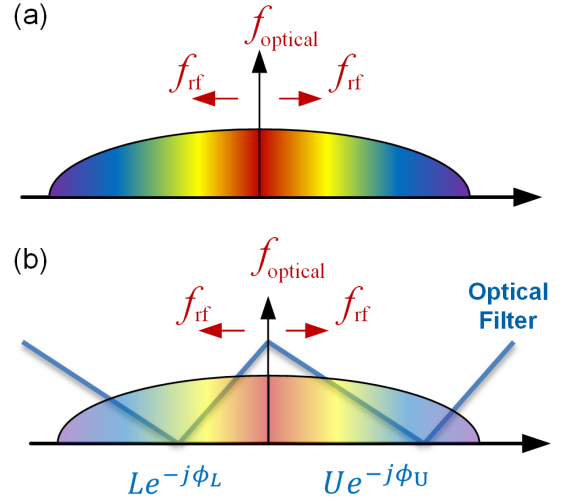 (a)
f_optical
f_rf f_rf
(b)
f_optical
f_rf f_rf
Optical
Filter
Le^{-jϕ_L} Ue^{-jϕ_U}